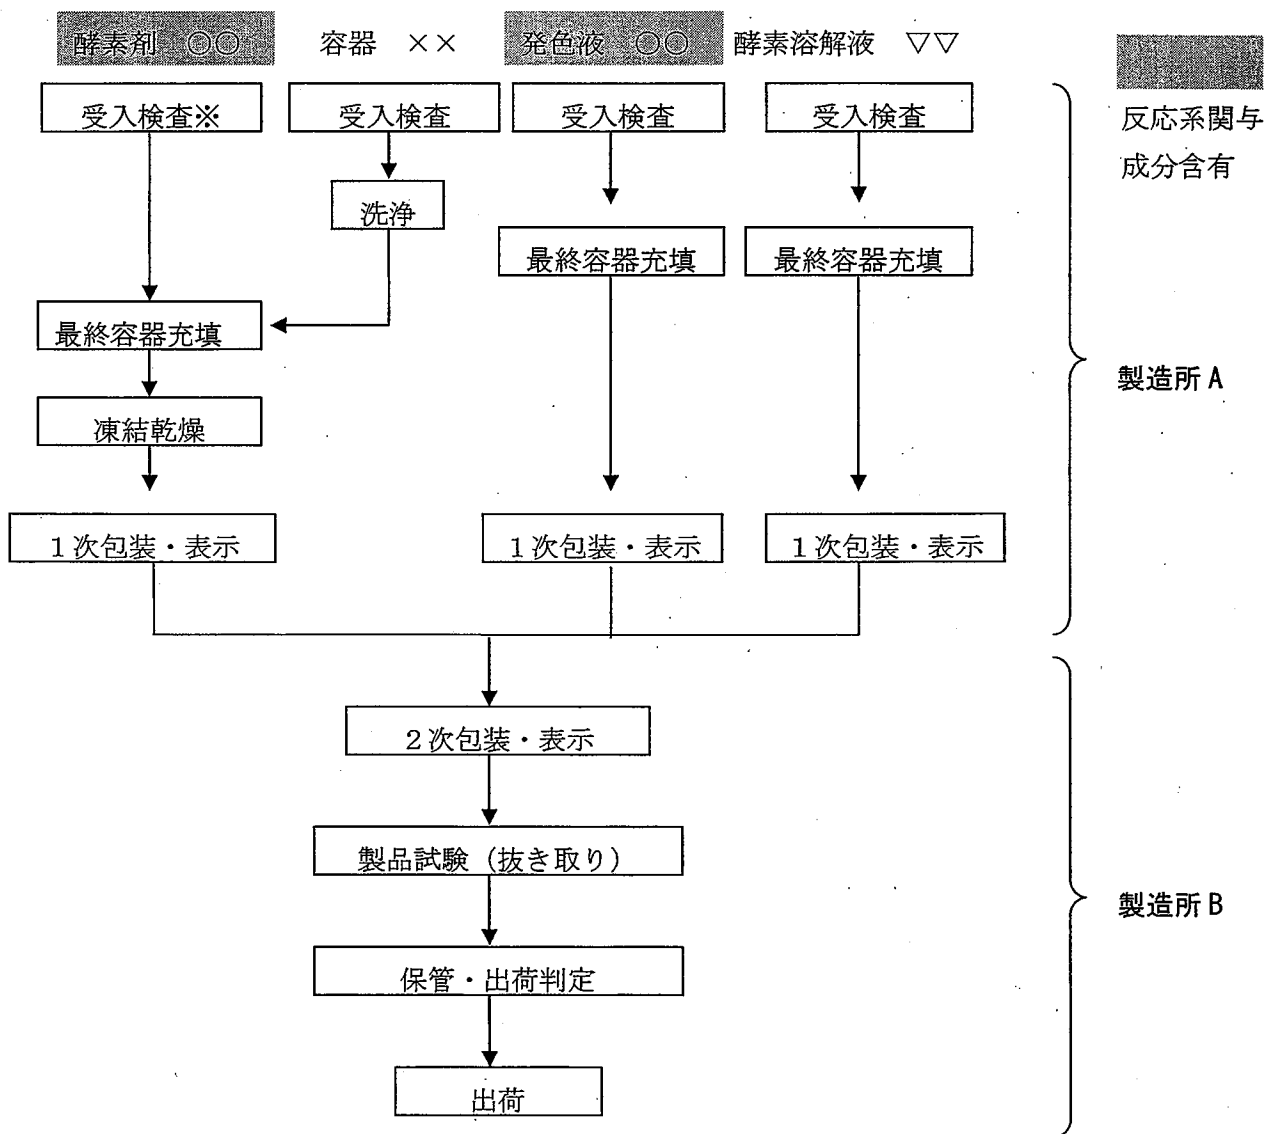 酵素剤 ○○ 容器 ×× 発色液 ○○ 酵素溶解液 ▽▽
受入検査※ 受入検査 受入検査 受入検査
反応系関与
成分含有
洗浄
最終容器充填 最終容器充填
最終容器充填
製造所 A
凍結乾燥
1次包装・表示 1次包装・表示 1次包装・表示
2次包装・表示
製品試験（抜き取り）
製造所 B
保管・出荷判定
出荷